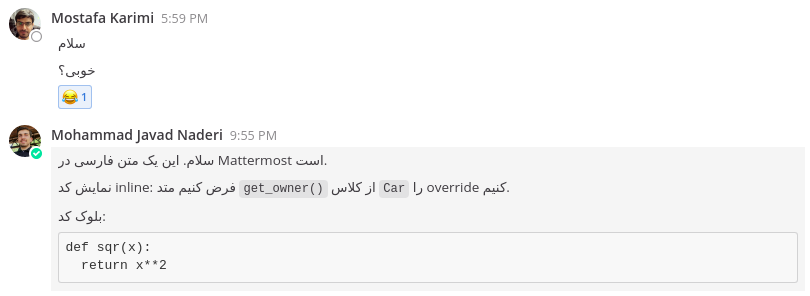 Mostafa Karimi 5:59 PM
سلام
خوبی؟
😂 1
Mohammad Javad Naderi 9:55 PM
سلام. این یک متن فارسی در Mattermost است.
نمایش کد inline: فرض کنیم متد get_owner() از کلاس Car را override کنیم.
بلوک کد:
def sqr(x):
  return x**2